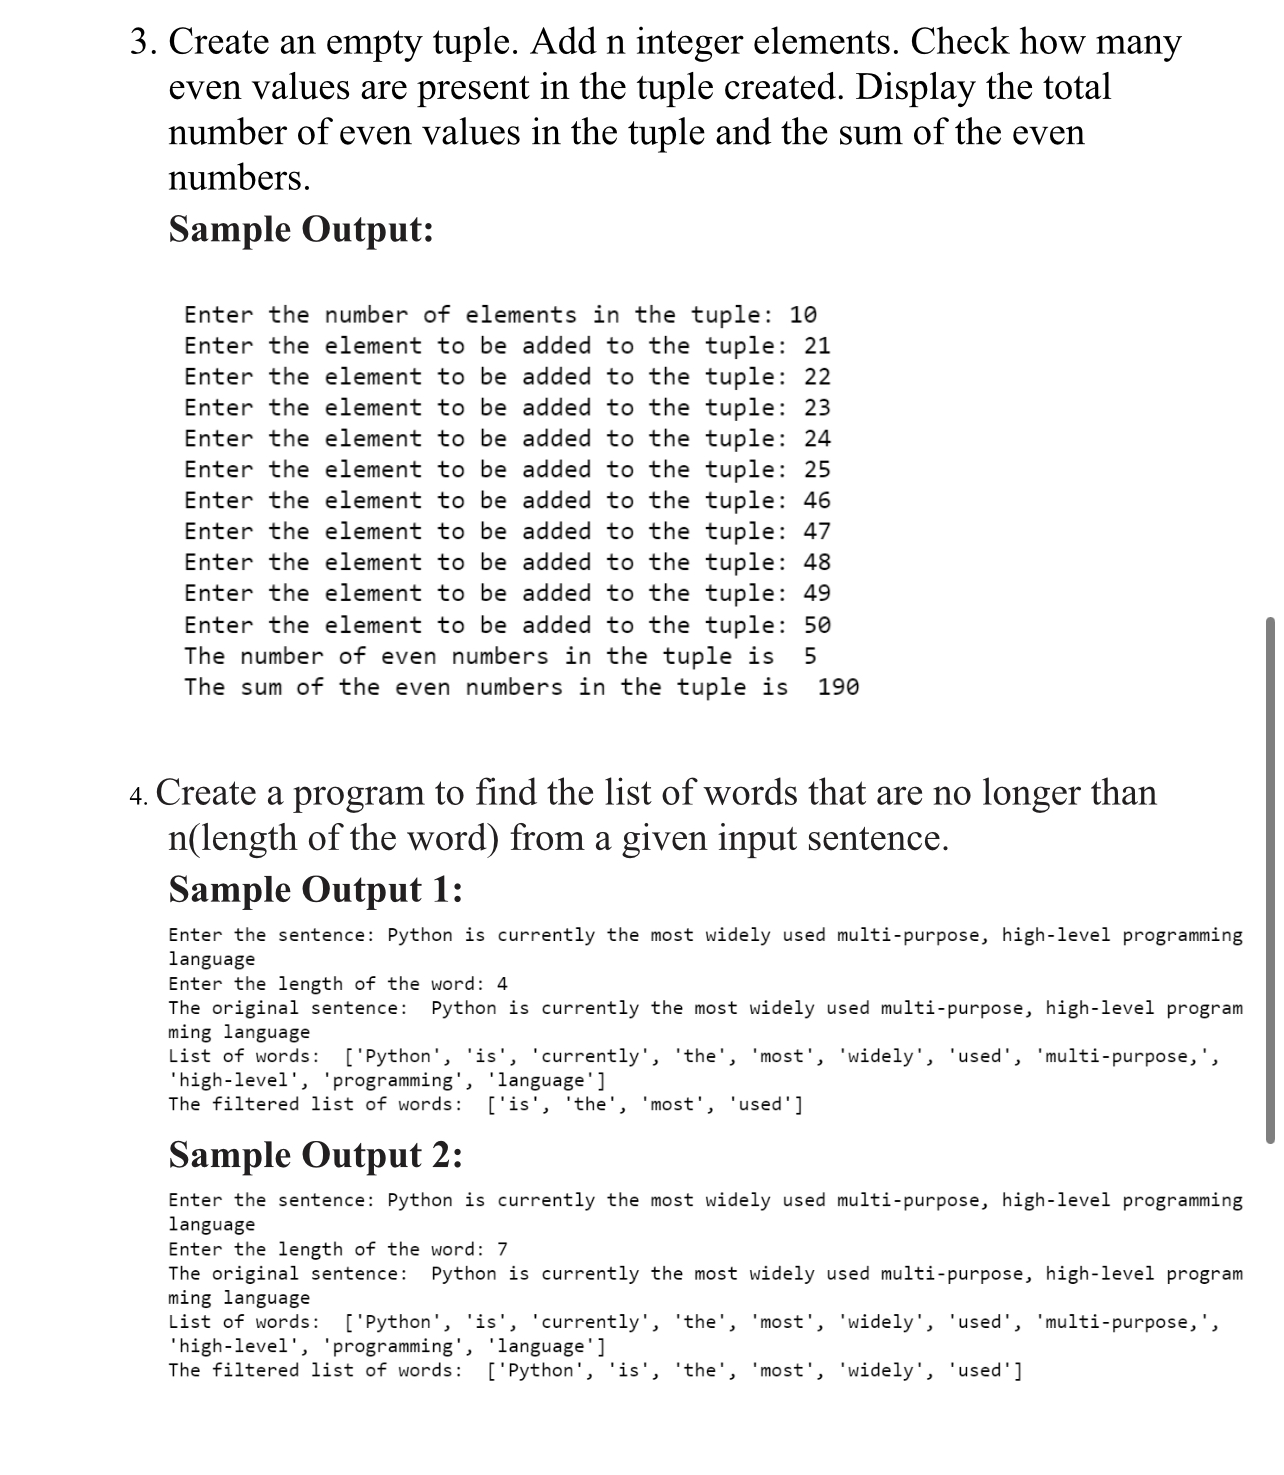 3. Create an empty tuple. Add n integer elements. Check how many
even values are present in the tuple created. Display the total
number of even values in the tuple and the sum of the even
numbers.
Sample Output:
Enter the number of elements in the tuple: 10
Enter the element to be added to the tuple: 21
Enter the element to be added to the tuple: 22
Enter the element to be added to the tuple: 23
Enter the element to be added to the tuple: 24
Enter the element to be added to the tuple: 25
Enter the element to be added to the tuple: 46
Enter the element to be added to the tuple: 47
Enter the element to be added to the tuple: 48
Enter the element to be added to the tuple: 49
Enter the element to be added to the tuple: 50
The number of even numbers in the tuple is  5
The sum of the even numbers in the tuple is  190
4. Create a program to find the list of words that are no longer than
n(length of the word) from a given input sentence.
Sample Output 1:
Enter the sentence: Python is currently the most widely used multi-purpose, high-level programming
language
Enter the length of the word: 4
The original sentence:  Python is currently the most widely used multi-purpose, high-level program
ming language
List of words:  ['Python', 'is', 'currently', 'the', 'most', 'widely', 'used', 'multi-purpose,',
'high-level', 'programming', 'language']
The filtered list of words:  ['is', 'the', 'most', 'used']
Sample Output 2:
Enter the sentence: Python is currently the most widely used multi-purpose, high-level programming
language
Enter the length of the word: 7
The original sentence:  Python is currently the most widely used multi-purpose, high-level program
ming language
List of words:  ['Python', 'is', 'currently', 'the', 'most', 'widely', 'used', 'multi-purpose,',
'high-level', 'programming', 'language']
The filtered list of words:  ['Python', 'is', 'the', 'most', 'widely', 'used']